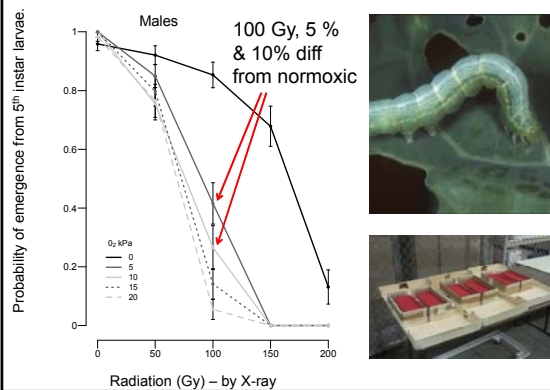 Males
100 Gy, 5 %
& 10% diff
from normoxic
Probability of emergence from 5th instar larvae.
1
0.8
0.6
0.4
0.2
0
0₂ kPa
0
5
10
15
20
0
50
100
150
200
Radiation (Gy) – by X-ray